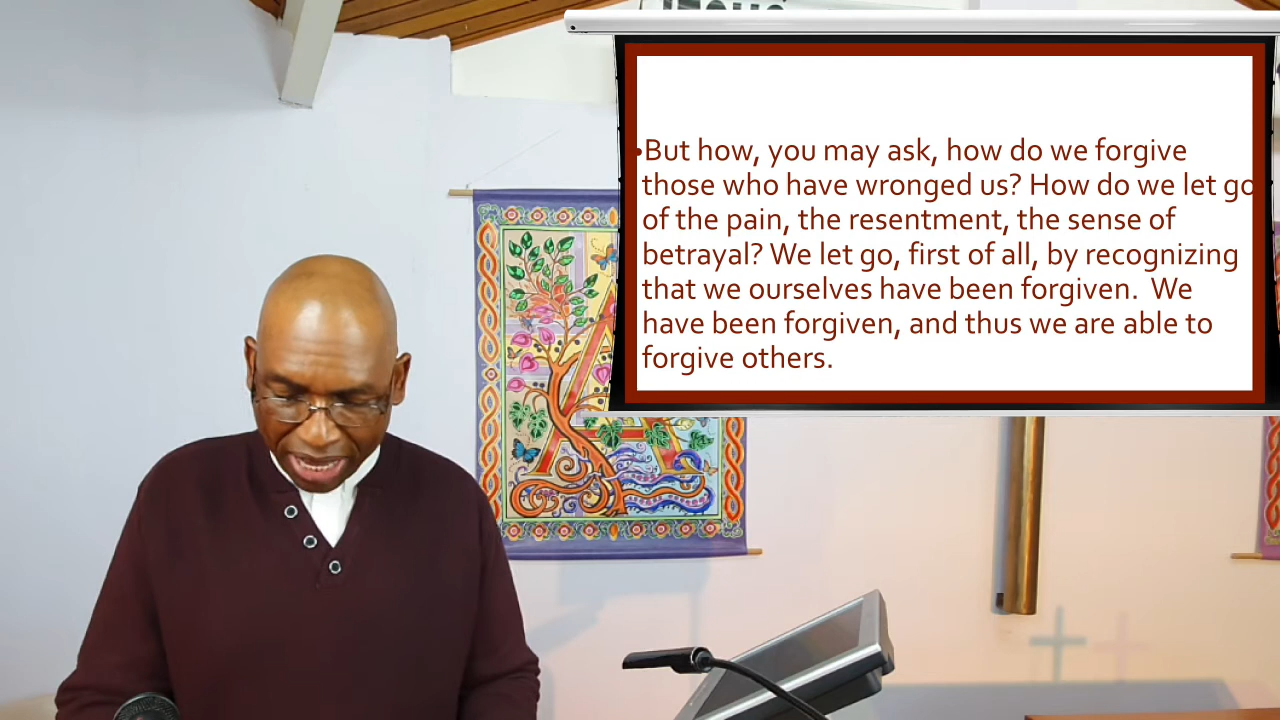 Jesus
•But how, you may ask, how do we forgive
those who have wronged us? How do we let go
of the pain, the resentment, the sense of
betrayal? We let go, first of all, by recognizing
that we ourselves have been forgiven.  We
have been forgiven, and thus we are able to
forgive others.